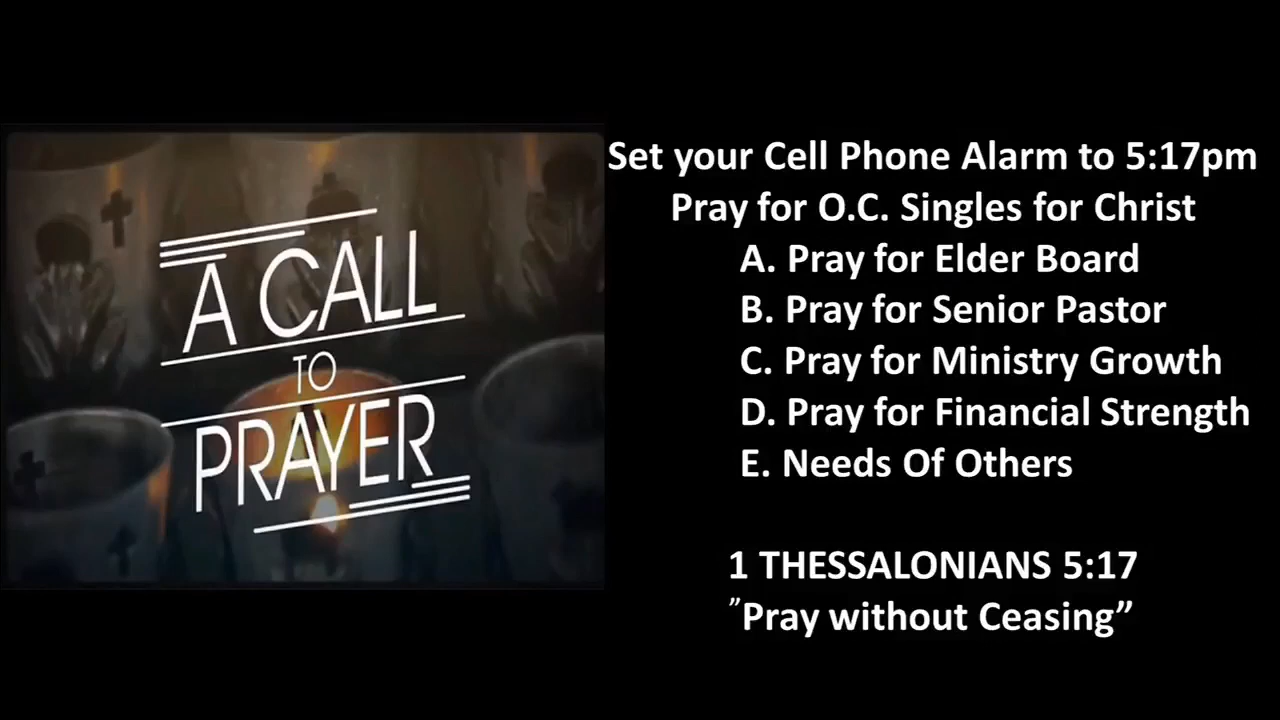 A CALL
TO
PRAYER
Set your Cell Phone Alarm to 5:17pm
Pray for O.C. Singles for Christ
A. Pray for Elder Board
B. Pray for Senior Pastor
C. Pray for Ministry Growth
D. Pray for Financial Strength
E. Needs Of Others
1 THESSALONIANS 5:17
”Pray without Ceasing”